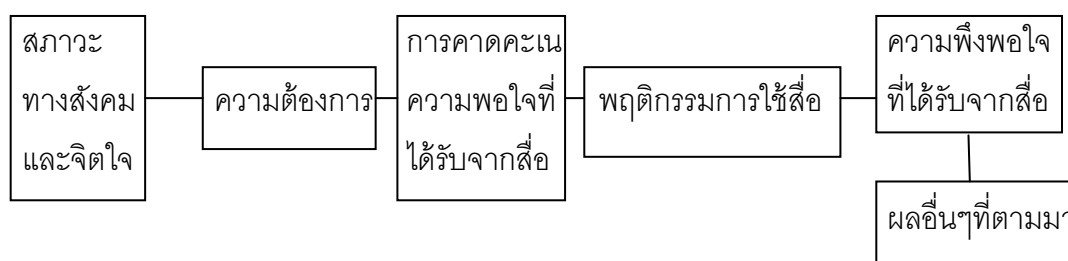 สภาวะ
ทางสังคม
และจิตใจ
ความต้องการ
การคาดคะเน
ความพอใจที่
ได้รับจากสื่อ
พฤติกรรมการใช้สื่อ
ความพึงพอใจ
ที่ได้รับจากสื่อ
ผลอื่นๆที่ตามมา